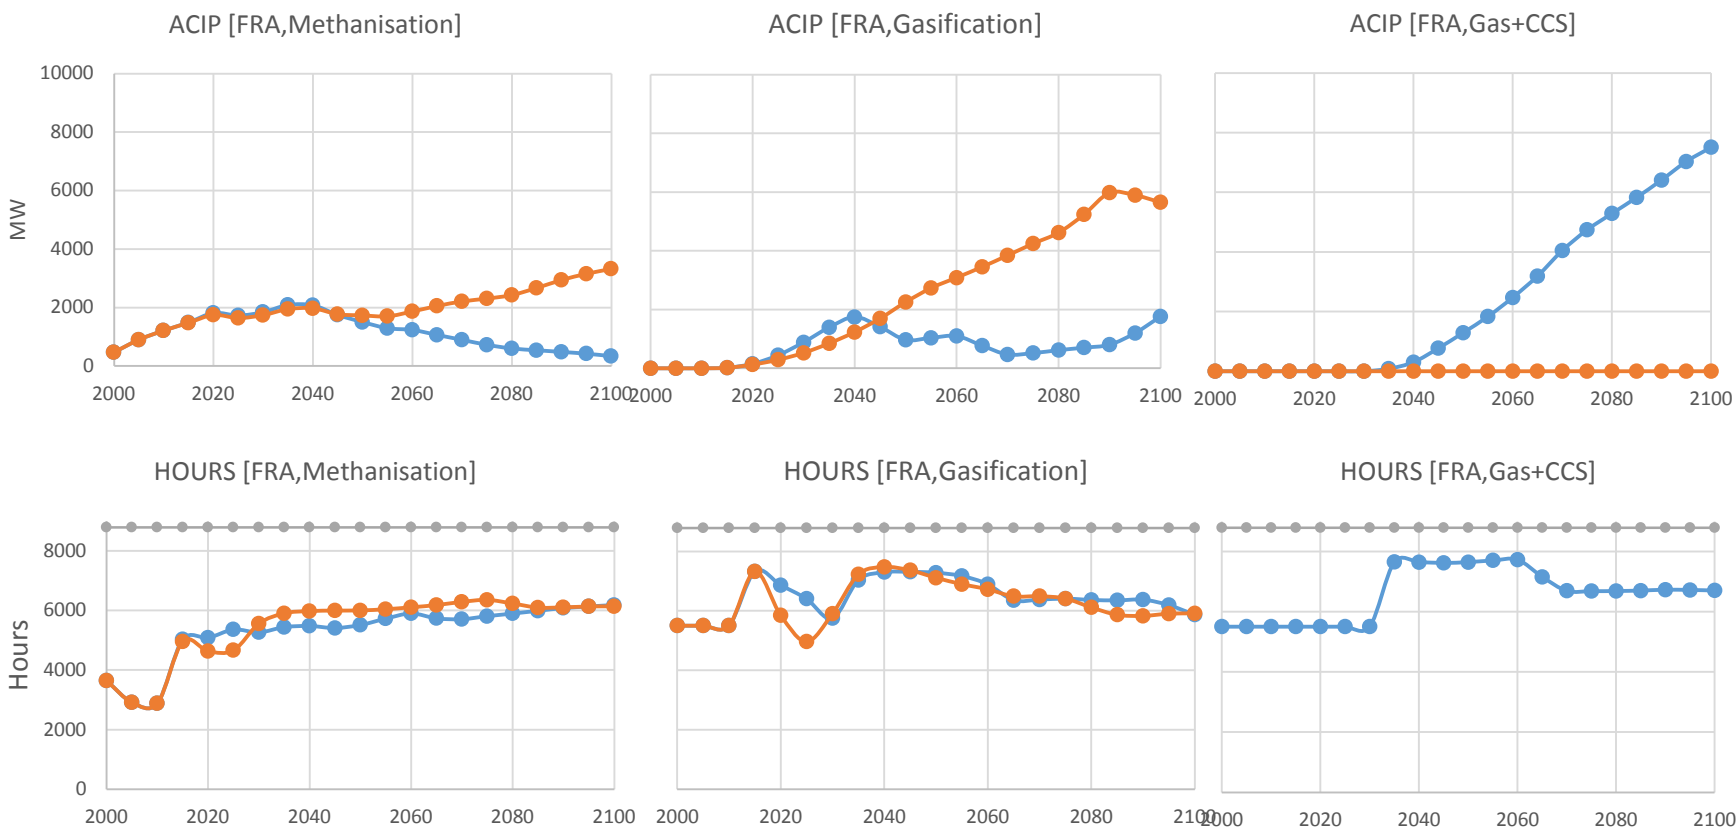 ACIP [FRA,Methanisation]
ACIP [FRA,Gasification]
ACIP [FRA,Gas+CCS]
MW
10000
8000
6000
4000
2000
0
2000 2020 2040 2060 2080 2100
2000 2020 2040 2060 2080 2100
2000 2020 2040 2060 2080 2100
HOURS [FRA,Methanisation]
HOURS [FRA,Gasification]
HOURS [FRA,Gas+CCS]
Hours
8000
6000
4000
2000
0
2000 2020 2040 2060 2080 2100
2000 2020 2040 2060 2080 2100
2000 2020 2040 2060 2080 2100